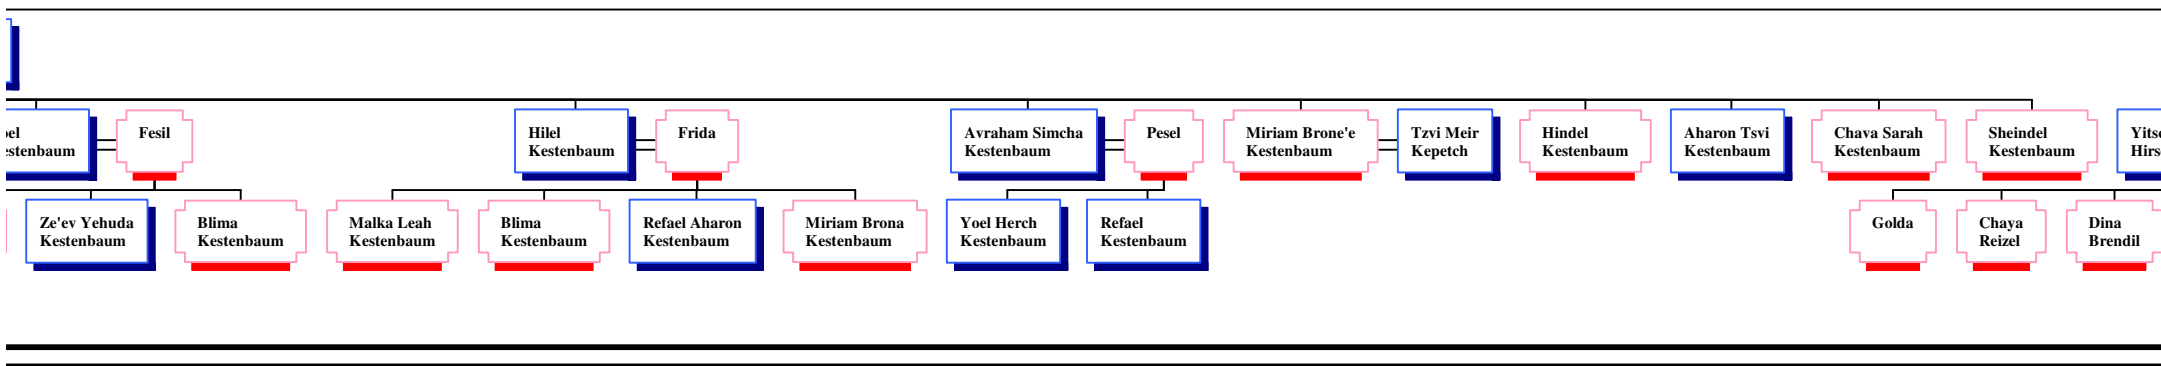 Fesil
Kestenbaum
Hilel
Kestenbaum
Frida
Avraham Simcha
Kestenbaum
Pesel
Miriam Brone'e
Kestenbaum
Tzvi Meir
Kepetch
Hindel
Kestenbaum
Aharon Tsvi
Kestenbaum
Chava Sarah
Kestenbaum
Sheindel
Kestenbaum
Ze'ev Yehuda
Kestenbaum
Blima
Kestenbaum
Malka Leah
Kestenbaum
Blima
Kestenbaum
Refael Aharon
Kestenbaum
Miriam Brona
Kestenbaum
Yoel Herch
Kestenbaum
Refael
Kestenbaum
Golda
Chaya
Reizel
Dina
Brendil